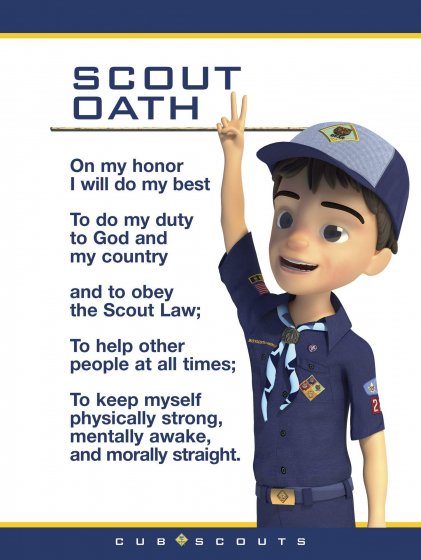 SCOUT
OATH
On my honor
I will do my best
To do my duty
to God and
my country
and to obey
the Scout Law;
To help other
people at all times;
To keep myself
physically strong,
mentally awake,
and morally straight.
CUB SCOUTS